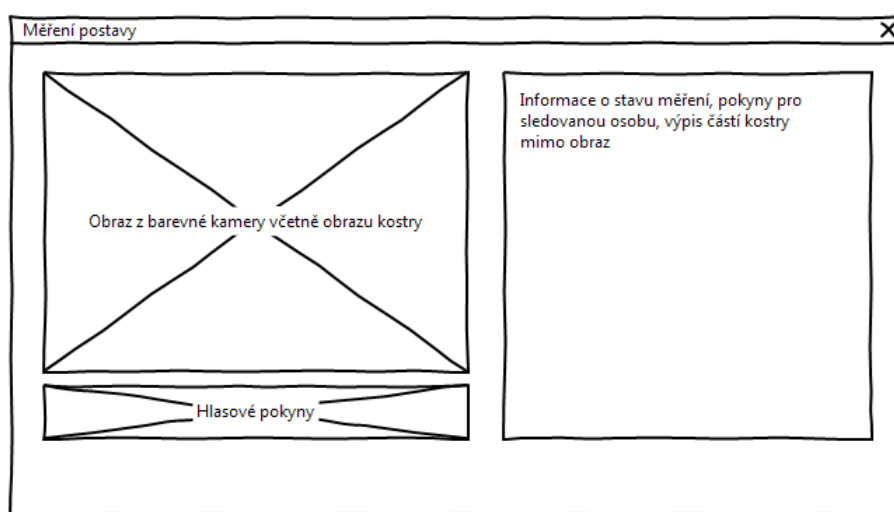 Měření postavy
Obraz z barevné kamery včetně obrazu kostry
Hlasové pokyny
Informace o stavu měření, pokyny pro
sledovanou osobu, výpis částí kostry
mimo obraz